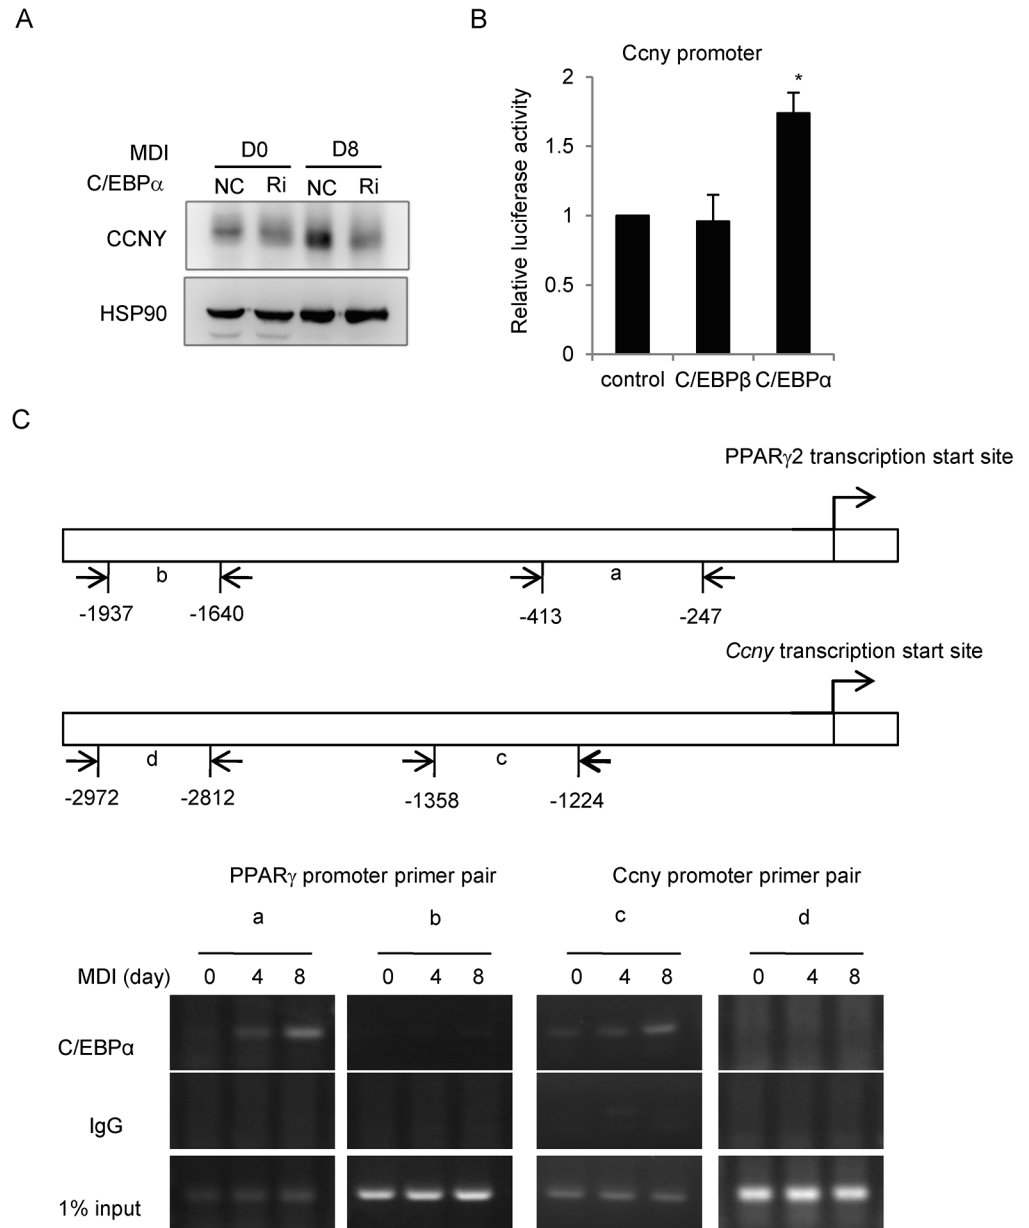 A
MDI D0 D8
C/EBPα NC Ri NC Ri
CCNY
HSP90
B
Ccny promoter
Relative luciferase activity
2
1.5
1
0.5
0
*
control C/EBPβ C/EBPα
C
PPARγ2 transcription start site
b a
-1937 -1640 -413 -247
Ccny transcription start site
d c
-2972 -2812 -1358 -1224
PPARγ promoter primer pair Ccny promoter primer pair
a b c d
MDI (day) 0 4 8 0 4 8 0 4 8 0 4 8
C/EBPα
IgG
1% input